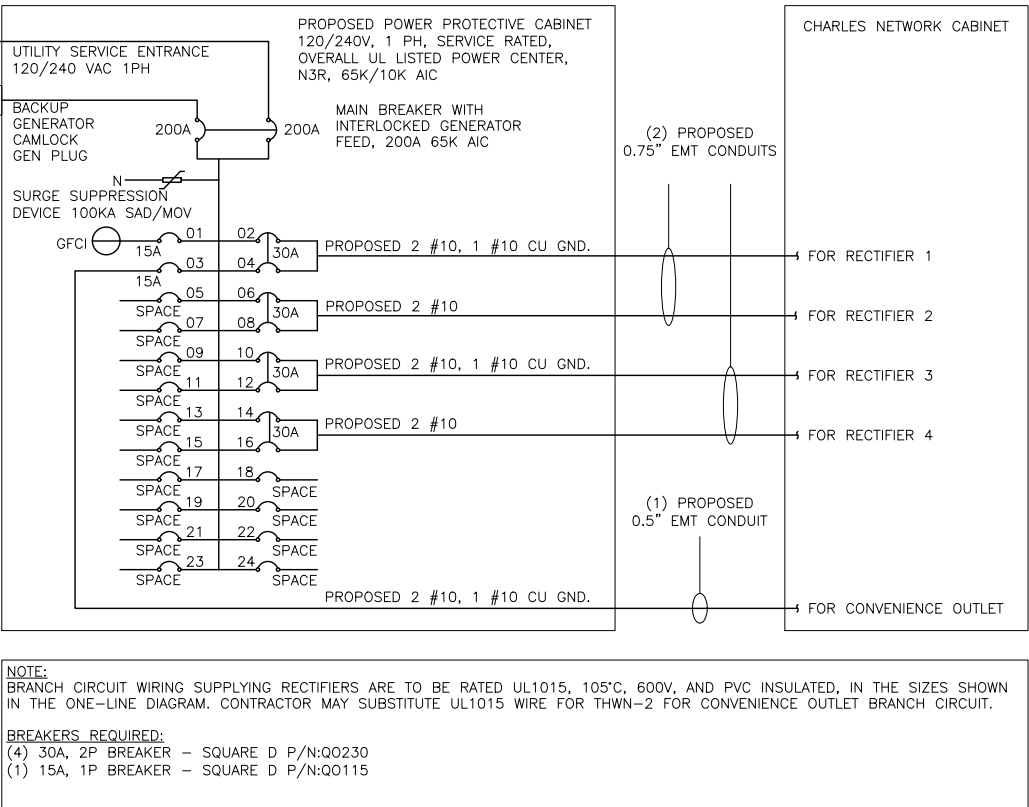 PROPOSED POWER PROTECTIVE CABINET
120/240V, 1 PH, SERVICE RATED,
OVERALL UL LISTED POWER CENTER,
N3R, 65K/10K AIC
CHARLES NETWORK CABINET
UTILITY SERVICE ENTRANCE
120/240 VAC 1PH
BACKUP
GENERATOR
CAMLOCK
GEN PLUG
200A
200A
MAIN BREAKER WITH
INTERLOCKED GENERATOR
FEED, 200A 65K AIC
(2) PROPOSED
0.75" EMT CONDUITS
N
SURGE SUPPRESSION
DEVICE 100KA SAD/MOV
GFCI
15A
01
02
30A
PROPOSED 2 #10, 1 #10 CU GND.
FOR RECTIFIER 1
15A
03
04
SPACE
05
06
30A
PROPOSED 2 #10
FOR RECTIFIER 2
SPACE
07
08
SPACE
09
10
30A
PROPOSED 2 #10, 1 #10 CU GND.
FOR RECTIFIER 3
SPACE
11
12
SPACE
13
14
30A
PROPOSED 2 #10
FOR RECTIFIER 4
SPACE
15
16
SPACE
17
18
SPACE
SPACE
19
20
SPACE
SPACE
21
22
SPACE
SPACE
23
24
SPACE
(1) PROPOSED
0.5" EMT CONDUIT
PROPOSED 2 #10, 1 #10 CU GND.
FOR CONVENIENCE OUTLET
NOTE:
BRANCH CIRCUIT WIRING SUPPLYING RECTIFIERS ARE TO BE RATED UL1015, 105°C, 600V, AND PVC INSULATED, IN THE SIZES SHOWN
IN THE ONE-LINE DIAGRAM. CONTRACTOR MAY SUBSTITUTE UL1015 WIRE FOR THWN-2 FOR CONVENIENCE OUTLET BRANCH CIRCUIT.
BREAKERS REQUIRED:
(4) 30A, 2P BREAKER - SQUARE D P/N:QO230
(1) 15A, 1P BREAKER - SQUARE D P/N:QO115